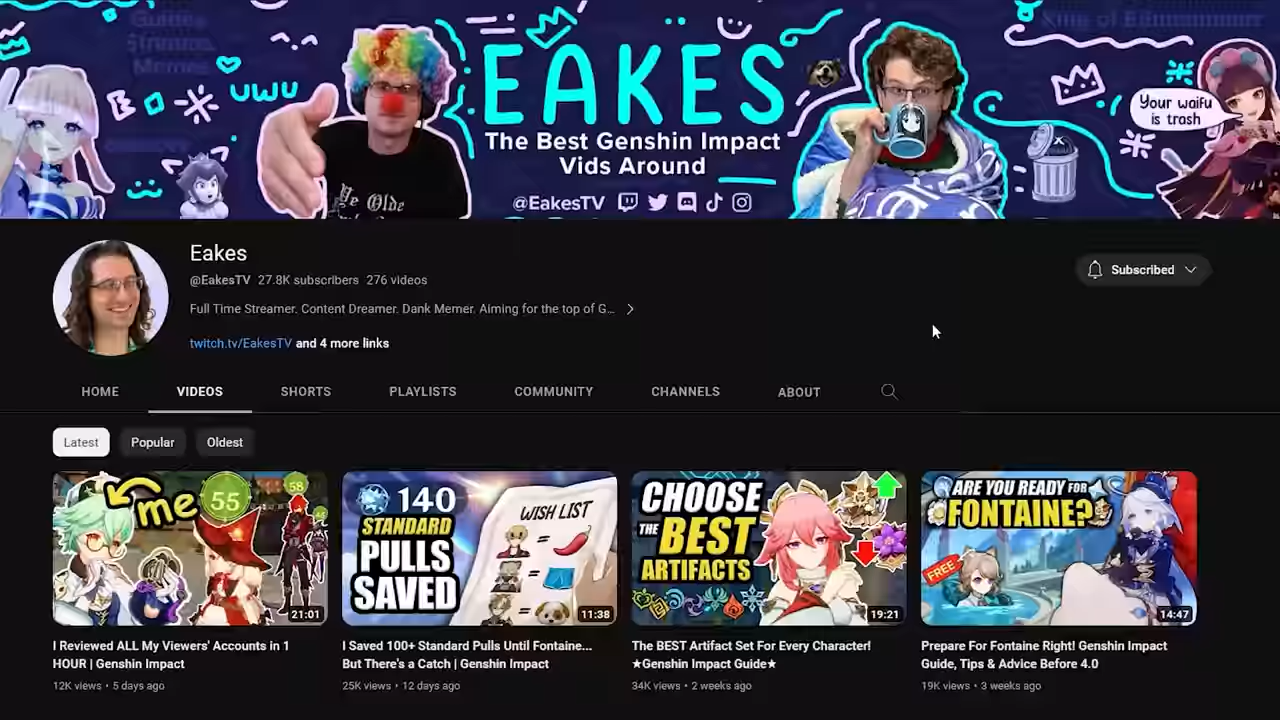 Guides
Streams
Memes
UWU
EAKES
The Best Genshin Impact
Vids Around
@EakesTV
Ye Olde
Your waifu
is trash
Eakes
@EakesTV 27.8K subscribers 276 videos
Full Time Streamer. Content Dreamer. Dank Memer. Aiming for the top of G...
twitch.tv/EakesTV and 4 more links
Subscribed
HOME VIDEOS SHORTS PLAYLISTS COMMUNITY CHANNELS ABOUT
Latest Popular Oldest
me
55
58
21:01
140
STANDARD
PULLS
SAVED
WISH LIST
=
=
=
11:38
CHOOSE
THE BEST
ARTIFACTS
19:21
ARE YOU READY FOR
FONTAINE?
FREE
14:47
I Reviewed ALL My Viewers' Accounts in 1
HOUR | Genshin Impact
12K views • 5 days ago
I Saved 100+ Standard Pulls Until Fontaine...
But There's a Catch | Genshin Impact
25K views • 12 days ago
The BEST Artifact Set For Every Character!
★Genshin Impact Guide★
34K views • 2 weeks ago
Prepare For Fontaine Right! Genshin Impact
Guide, Tips & Advice Before 4.0
19K views • 3 weeks ago